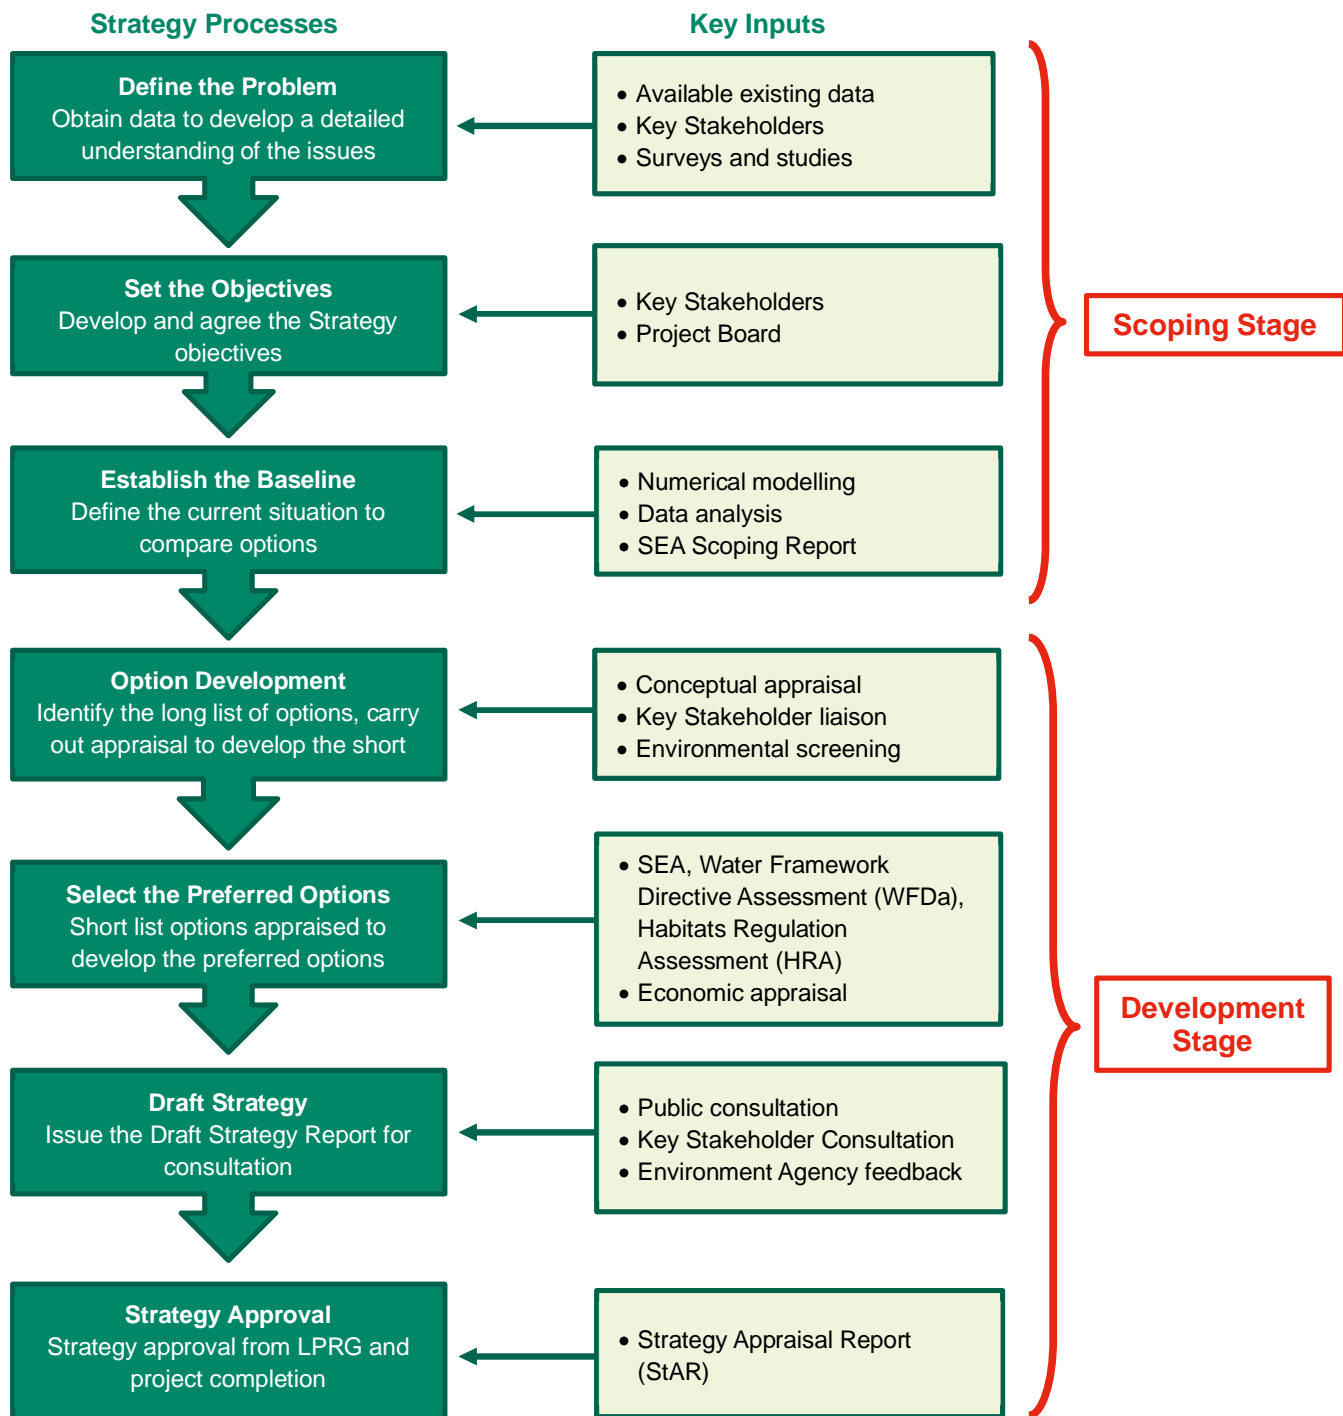 Strategy Processes
Key Inputs
Define the Problem
Obtain data to develop a detailed
understanding of the issues
• Available existing data
• Key Stakeholders
• Surveys and studies
Set the Objectives
Develop and agree the Strategy
objectives
• Key Stakeholders
• Project Board
Scoping Stage
Establish the Baseline
Define the current situation to
compare options
• Numerical modelling
• Data analysis
• SEA Scoping Report
Option Development
Identify the long list of options, carry
out appraisal to develop the short
• Conceptual appraisal
• Key Stakeholder liaison
• Environmental screening
Select the Preferred Options
Short list options appraised to
develop the preferred options
• SEA, Water Framework
Directive Assessment (WFDa),
Habitats Regulation
Assessment (HRA)
• Economic appraisal
Development
Stage
Draft Strategy
Issue the Draft Strategy Report for
consultation
• Public consultation
• Key Stakeholder Consultation
• Environment Agency feedback
Strategy Approval
Strategy approval from LPRG and
project completion
• Strategy Appraisal Report
(StAR)